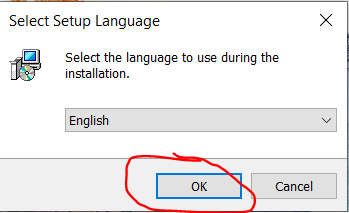 Select Setup Language
Select the language to use during the
installation.
English
OK
Cancel